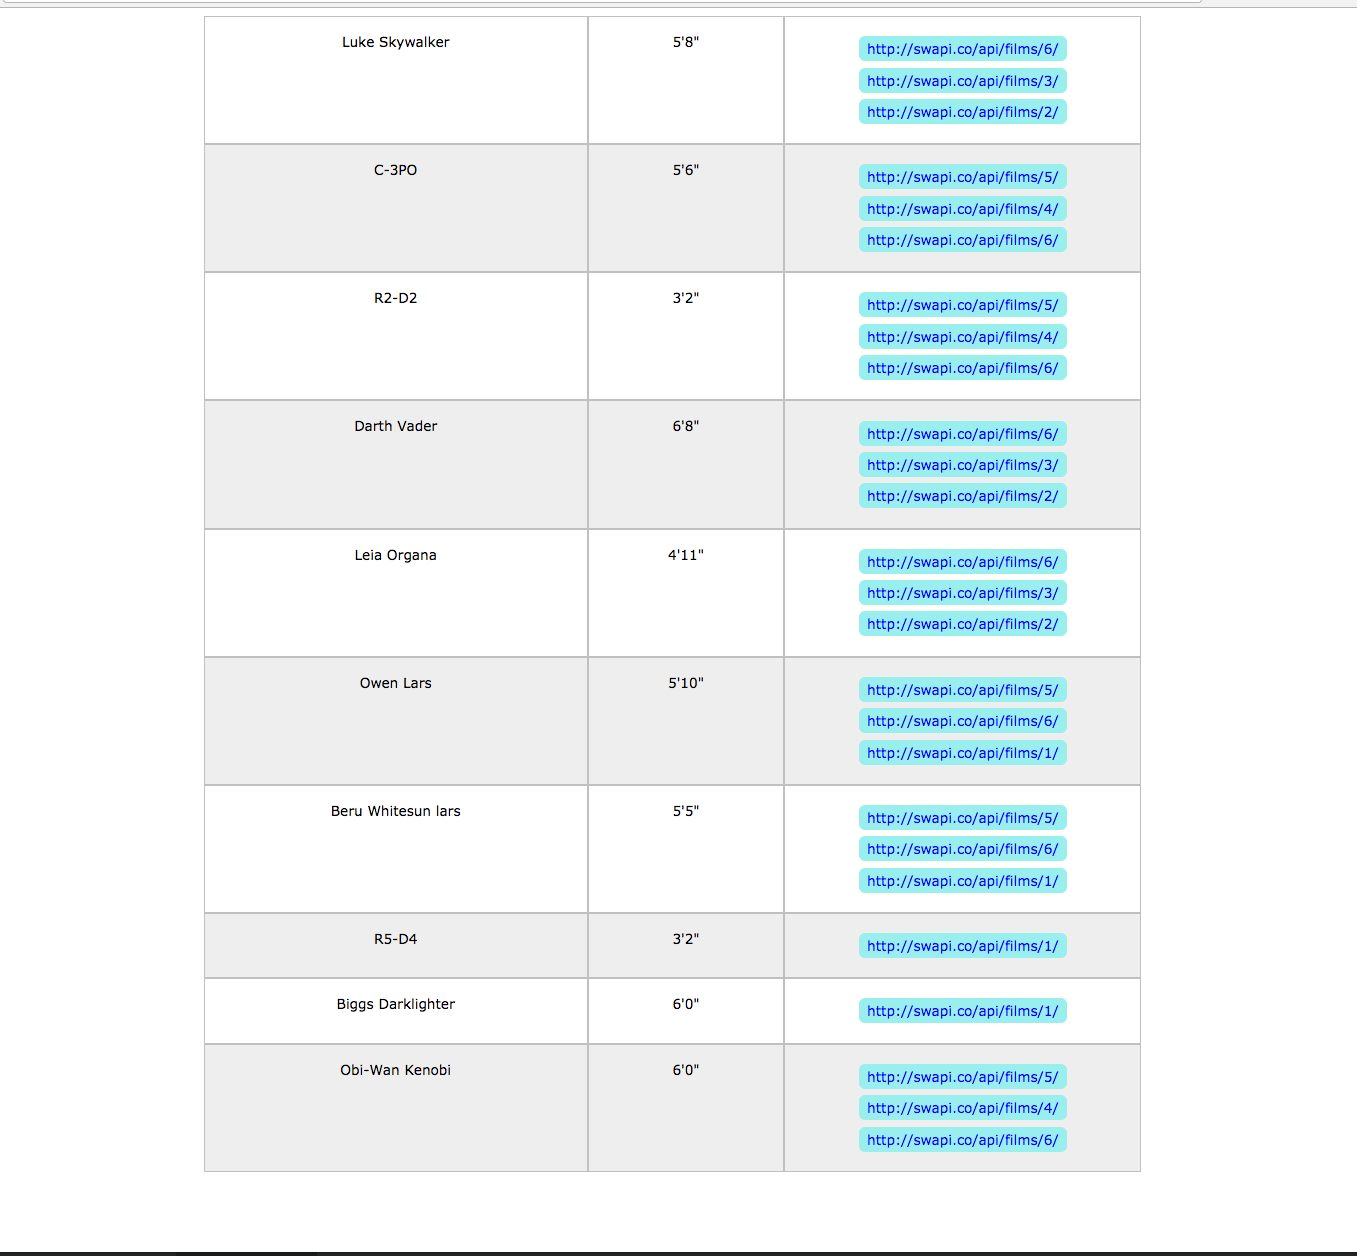 Luke Skywalker 5'8" http://swapi.co/api/films/6/
http://swapi.co/api/films/3/
http://swapi.co/api/films/2/
C-3PO 5'6" http://swapi.co/api/films/5/
http://swapi.co/api/films/4/
http://swapi.co/api/films/6/
R2-D2 3'2" http://swapi.co/api/films/5/
http://swapi.co/api/films/4/
http://swapi.co/api/films/6/
Darth Vader 6'8" http://swapi.co/api/films/6/
http://swapi.co/api/films/3/
http://swapi.co/api/films/2/
Leia Organa 4'11" http://swapi.co/api/films/6/
http://swapi.co/api/films/3/
http://swapi.co/api/films/2/
Owen Lars 5'10" http://swapi.co/api/films/5/
http://swapi.co/api/films/6/
http://swapi.co/api/films/1/
Beru Whitesun lars 5'5" http://swapi.co/api/films/5/
http://swapi.co/api/films/6/
http://swapi.co/api/films/1/
R5-D4 3'2" http://swapi.co/api/films/1/
Biggs Darklighter 6'0" http://swapi.co/api/films/1/
Obi-Wan Kenobi 6'0" http://swapi.co/api/films/5/
http://swapi.co/api/films/4/
http://swapi.co/api/films/6/